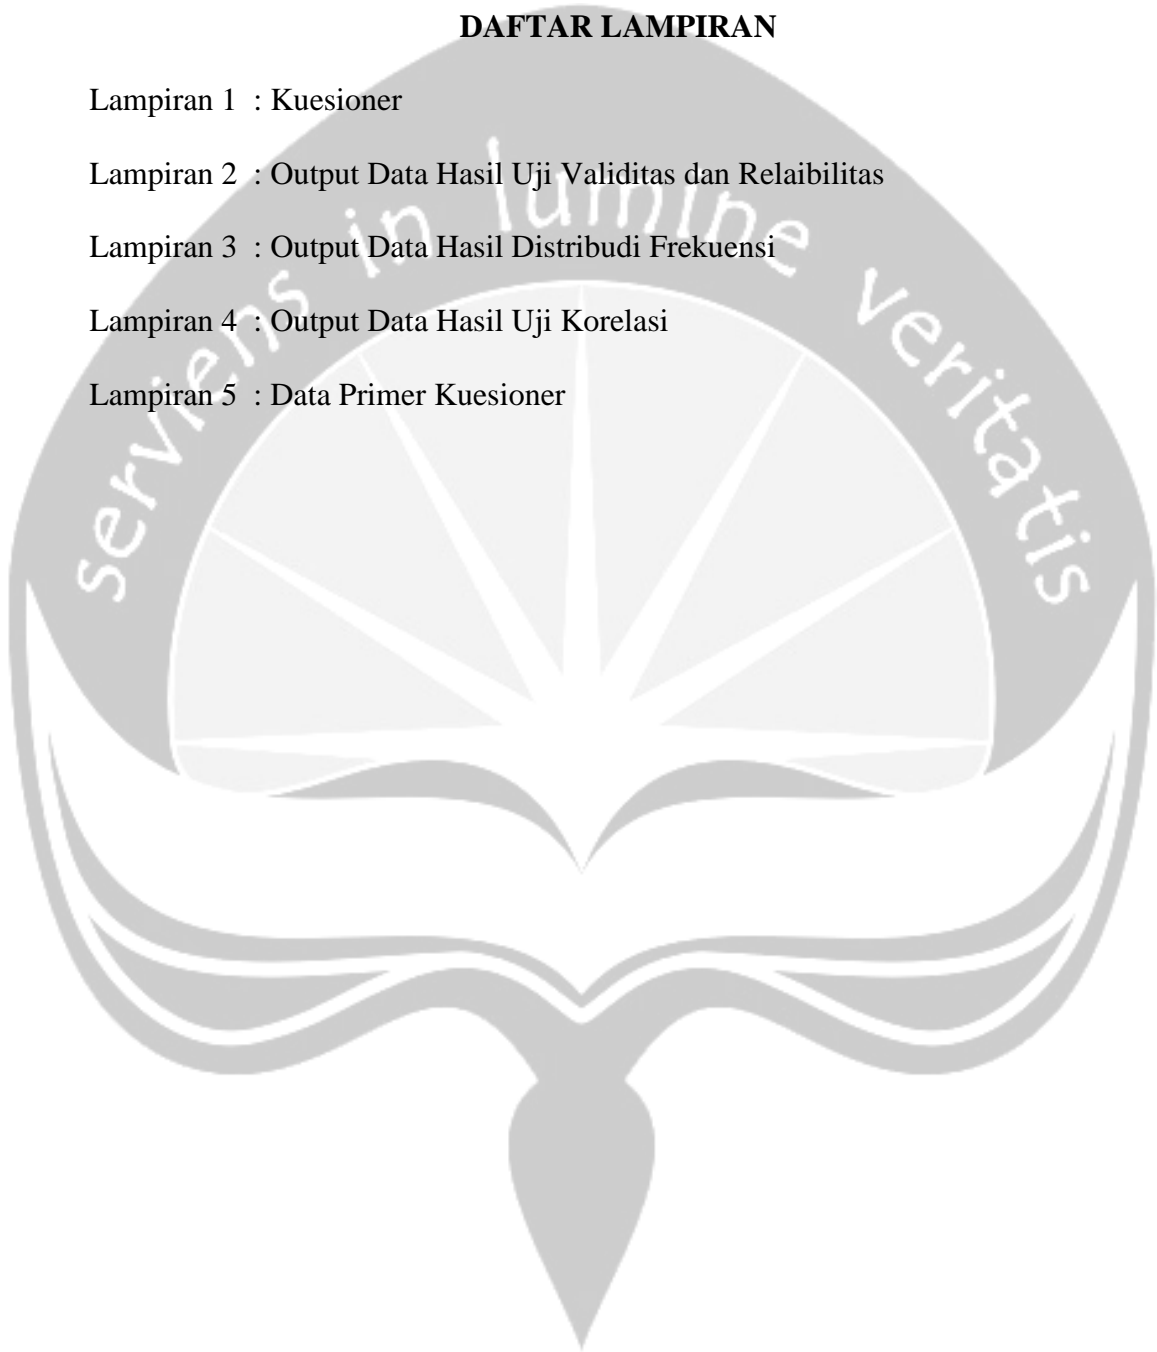 DAFTAR LAMPIRAN
Lampiran 1 : Kuesioner
Lampiran 2 : Output Data Hasil Uji Validitas dan Relaibilitas
Lampiran 3 : Output Data Hasil Distribudi Frekuensi
Lampiran 4 : Output Data Hasil Uji Korelasi
Lampiran 5 : Data Primer Kuesioner
serviens in lumine veritatis